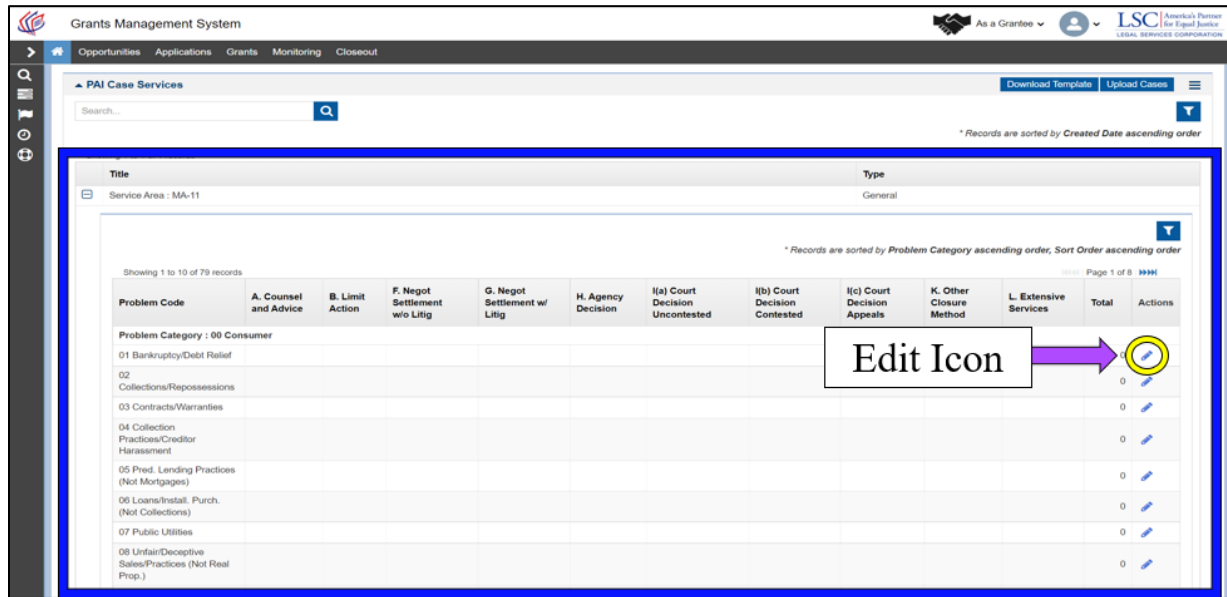 Grants Management System
As a Grantee
LSC America's Partner for Equal Justice
LEGAL SERVICES CORPORATION
Opportunities Applications Grants Monitoring Closeout
PAI Case Services
Download Template Upload Cases
Search...
* Records are sorted by Created Date ascending order
Title Type
Service Area : MA-11 General
* Records are sorted by Problem Category ascending order, Sort Order ascending order
Showing 1 to 10 of 79 records Page 1 of 8
Problem Code A. Counsel and Advice B. Limit Action F. Negot Settlement w/o Litig G. Negot Settlement w/ Litig H. Agency Decision I(a) Court Decision Uncontested I(b) Court Decision Contested I(c) Court Decision Appeals K. Other Closure Method L. Extensive Services Total Actions
Problem Category : 00 Consumer
01 Bankruptcy/Debt Relief 0
Edit Icon
02
Collections/Repossessions 0
03 Contracts/Warranties 0
04 Collection
Practices/Creditor
Harassment 0
05 Pred. Lending Practices
(Not Mortgages) 0
06 Loans/Install. Purch.
(Not Collections) 0
07 Public Utilities 0
08 Unfair/Deceptive
Sales/Practices (Not Real
Prop.) 0